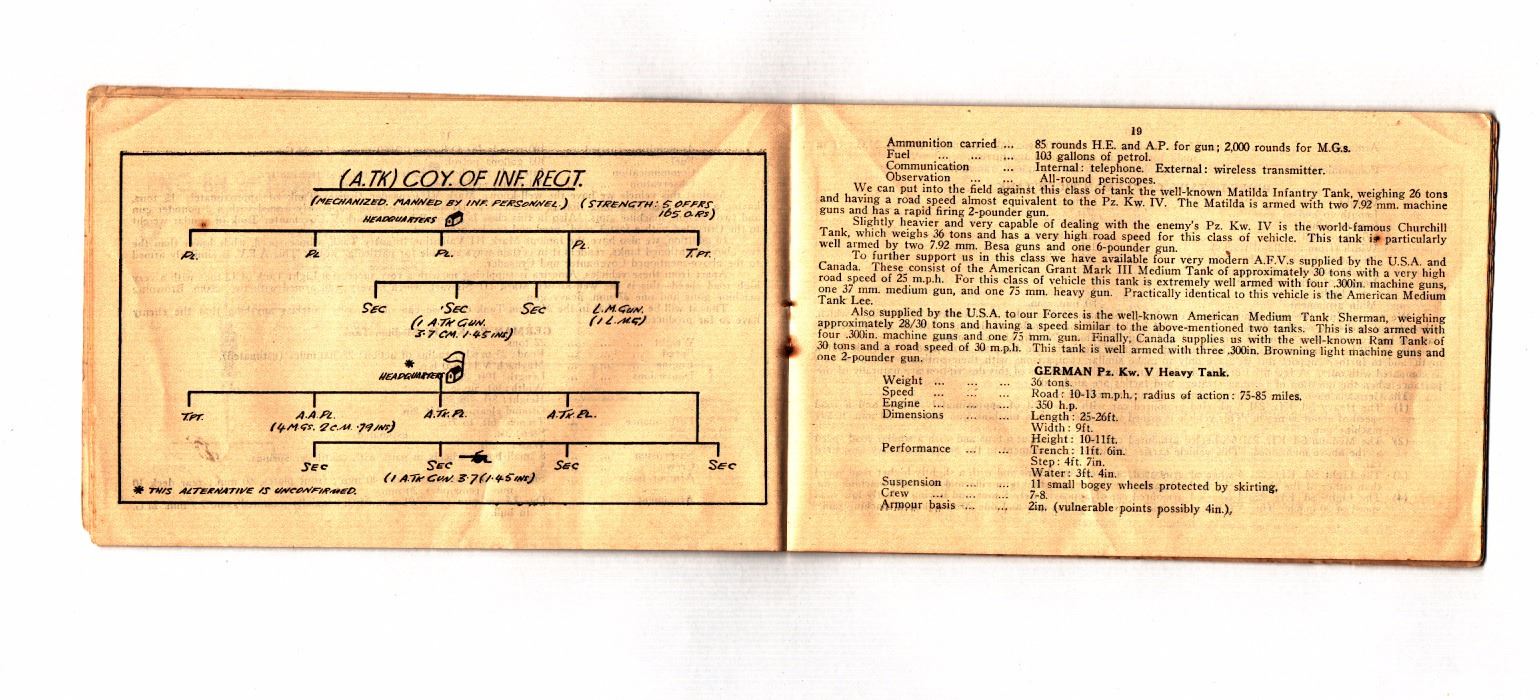 (A.TK) COY. OF INF. REGT.
(MECHANIZED. MANNED BY INF. PERSONNEL.) (STRENGTH: 5 OFFRS
165 O.RS)
HEADQUARTERS
PL. PL PL. PL. T.PT.
SEC SEC SEC L.M.GUN.
(1 A.TK GUN. (1 L.MG)
3·7 CM. 1·45 INS)
*
HEADQUARTERS
T.PT. A.A.PL. A.TK.PL. A.TK PL.
(4 MGS. 2 C.M. ·79 INS)
SEC SEC SEC SEC
(1 A TK GUN. 3·7 (1·45 INS)
* THIS ALTERNATIVE IS UNCONFIRMED.
19
Ammunition carried ... 85 rounds H.E. and A.P. for gun; 2,000 rounds for M.G.s.
Fuel ... ... ... 103 gallons of petrol.
Communication ... Internal: telephone. External: wireless transmitter.
Observation ... ... All-round periscopes.
We can put into the field against this class of tank the well-known Matilda Infantry Tank, weighing 26 tons
and having a road speed almost equivalent to the Pz. Kw. IV. The Matilda is armed with two 7.92 mm. machine
guns and has a rapid firing 2-pounder gun.
Slightly heavier and very capable of dealing with the enemy's Pz. Kw. IV is the world-famous Churchill
Tank, which weighs 36 tons and has a very high road speed for this class of vehicle. This tank is particularly
well armed by two 7.92 mm. Besa guns and one 6-pounder gun.
To further support us in this class we have available four very modern A.F.V.s supplied by the U.S.A. and
Canada. These consist of the American Grant Mark III Medium Tank of approximately 30 tons with a very high
road speed of 25 m.p.h. For this class of vehicle this tank is extremely well armed with four .300in. machine guns,
one 37 mm. medium gun, and one 75 mm. heavy gun. Practically identical to this vehicle is the American Medium
Tank Lee.
Also supplied by the U.S.A. to our Forces is the well-known American Medium Tank Sherman, weighing
approximately 28/30 tons and having a speed similar to the above-mentioned two tanks. This is also armed with
four .300in. machine guns and one 75 mm. gun. Finally, Canada supplies us with the well-known Ram Tank of
30 tons and a road speed of 30 m.p.h. This tank is well armed with three .300in. Browning light machine guns and
one 2-pounder gun.
GERMAN Pz. Kw. V Heavy Tank.
Weight ... ... ... 36 tons.
Speed ... ... ... Road: 10-13 m.p.h.; radius of action: 75-85 miles.
Engine ... ... ... 350 h.p.
Dimensions ... ... Length: 25-26ft.
Width: 9ft.
Height: 10-11ft.
Performance ... ... Trench: 11ft. 6in.
Step: 4ft. 7in.
Water: 3ft. 4in.
Suspension ... ... 11 small bogey wheels protected by skirting,
Crew ... ... ... 7-8.
Armour basis ... ... 2in. (vulnerable points possibly 4in.),